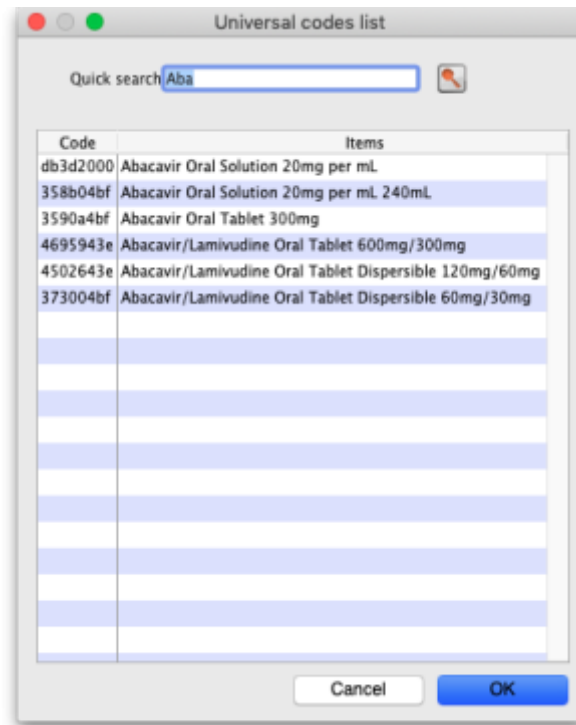 Universal codes list
Quick search Aba
Code Items
db3d2000 Abacavir Oral Solution 20mg per mL
358b04bf Abacavir Oral Solution 20mg per mL 240mL
3590a4bf Abacavir Oral Tablet 300mg
4695943e Abacavir/Lamivudine Oral Tablet 600mg/300mg
4502643e Abacavir/Lamivudine Oral Tablet Dispersible 120mg/60mg
373004bf Abacavir/Lamivudine Oral Tablet Dispersible 60mg/30mg
Cancel OK